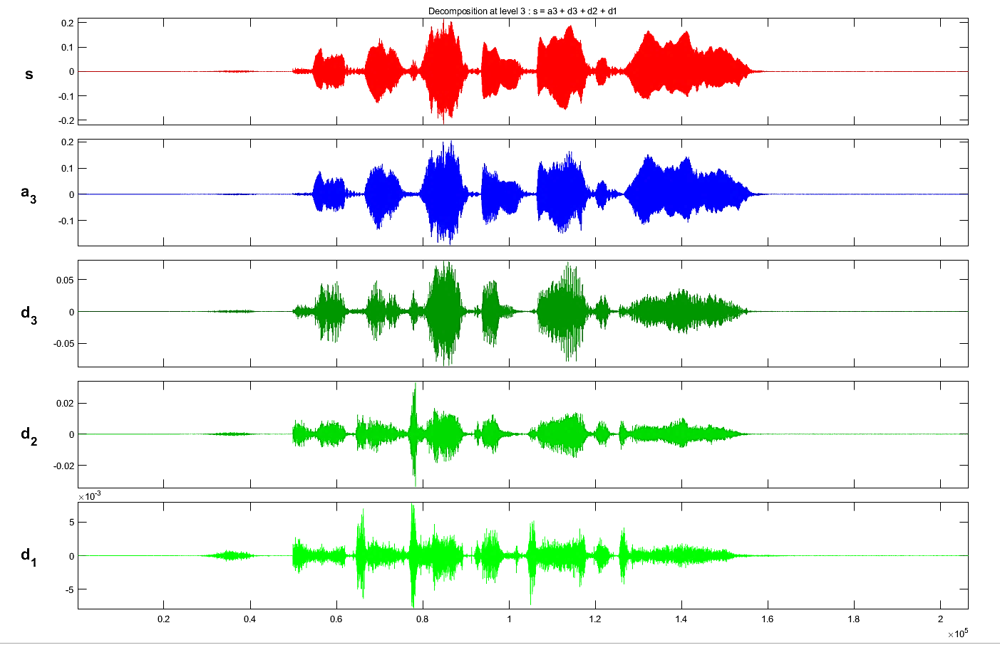 Decomposition at level 3 : s = a3 + d3 + d2 + d1
s
0.2
0.1
0
-0.1
-0.2
a3
0.2
0.1
0
-0.1
d3
0.05
0
-0.05
d2
0.02
0
-0.02
×10-3
d1
5
0
-5
0.2 0.4 0.6 0.8 1 1.2 1.4 1.6 1.8 2
×105